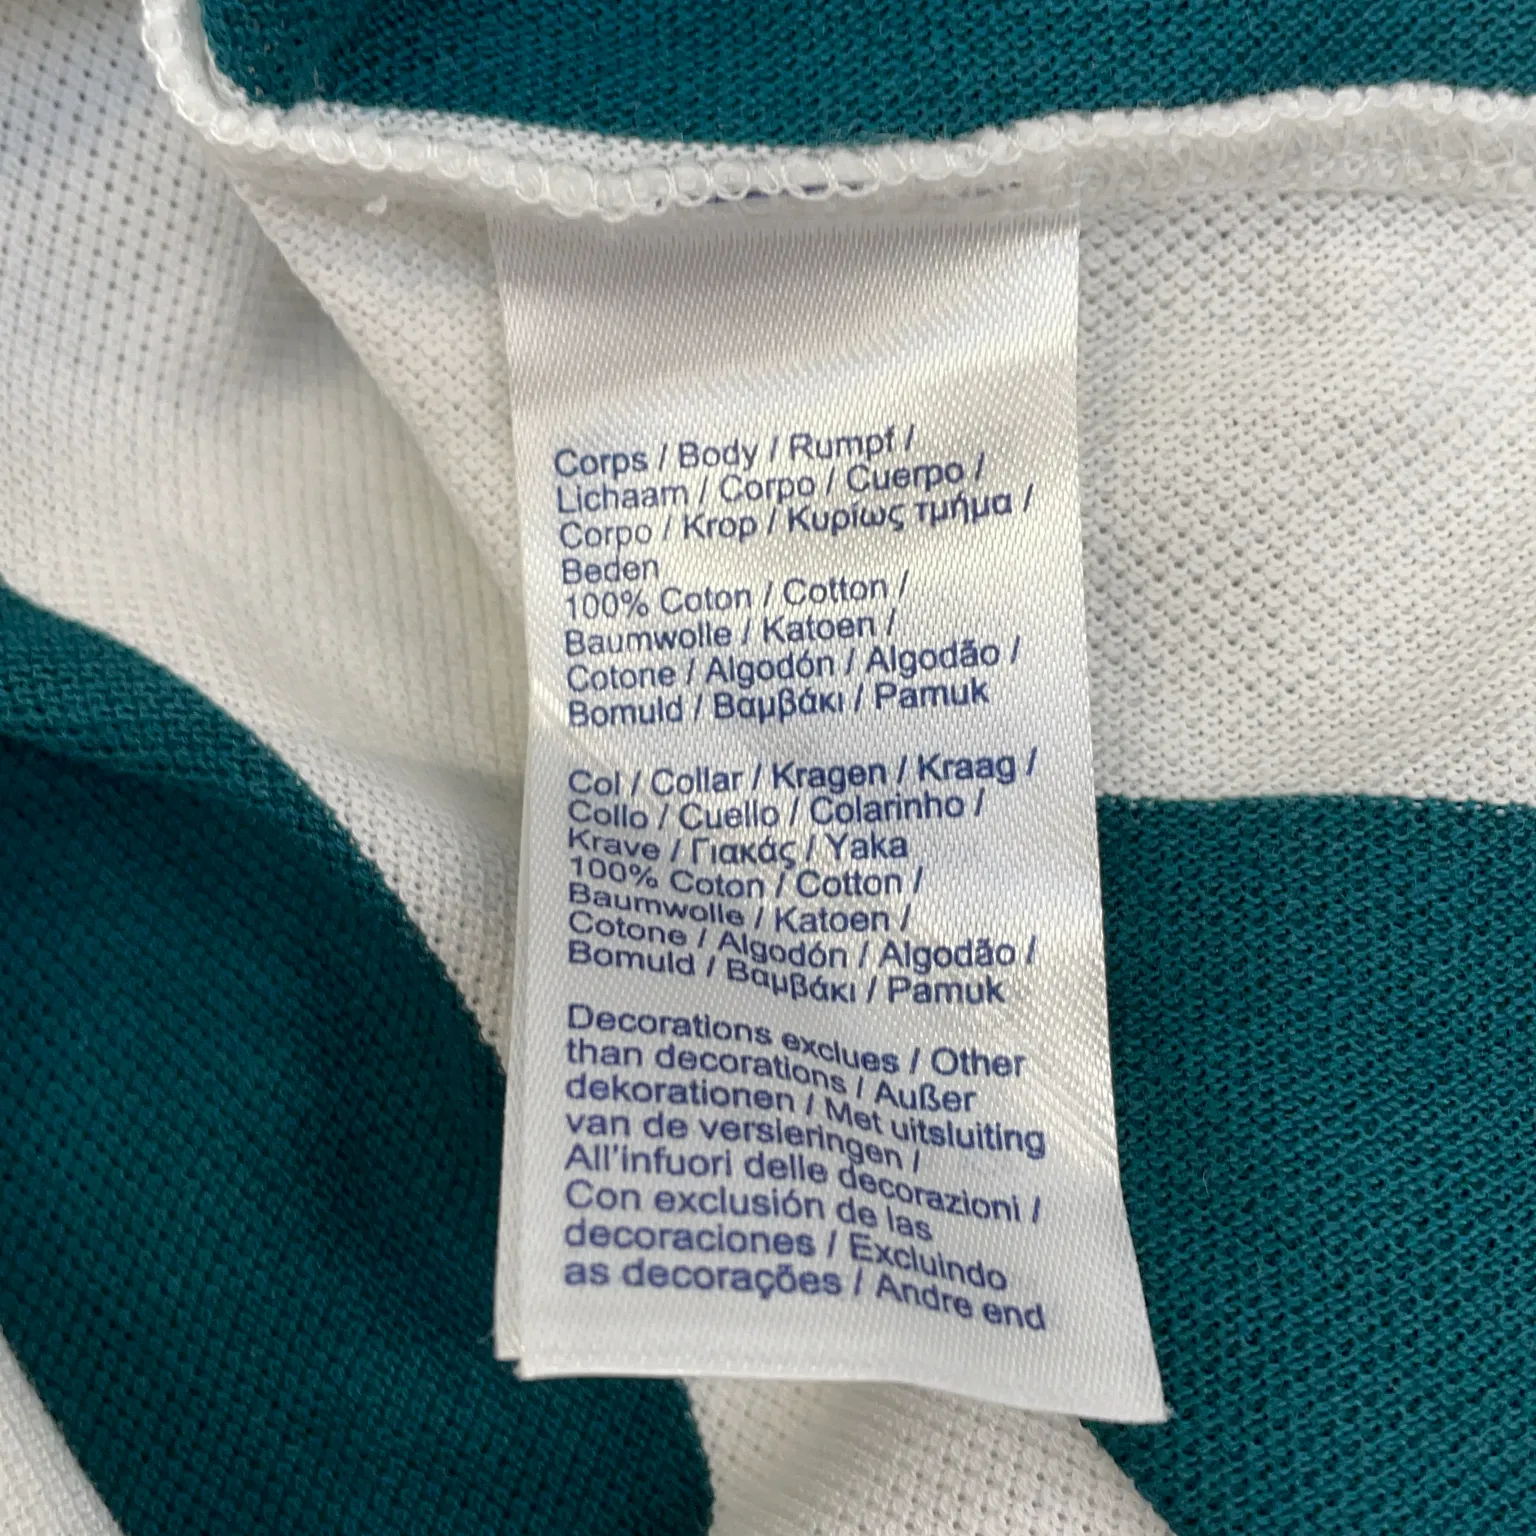 Corps / Body / Rumpf /
Lichaam / Corpo / Cuerpo /
Corpo / Krop / Κυρίως τμήμα /
Beden
100% Coton / Cotton /
Baumwolle / Katoen /
Cotone / Algodón / Algodão /
Bomuld / Βαμβάκι / Pamuk
Col / Collar / Kragen / Kraag /
Collo / Cuello / Colarinho /
Krave / Γιακάς / Yaka
100% Coton / Cotton /
Baumwolle / Katoen /
Cotone / Algodón / Algodão /
Bomuld / Βαμβάκι / Pamuk
Decorations exclues / Other
than decorations / Außer
dekorationen / Met uitsluiting
van de versieringen /
All'infuori delle decorazioni /
Con exclusión de las
decoraciones / Excluindo
as decorações / Andre end